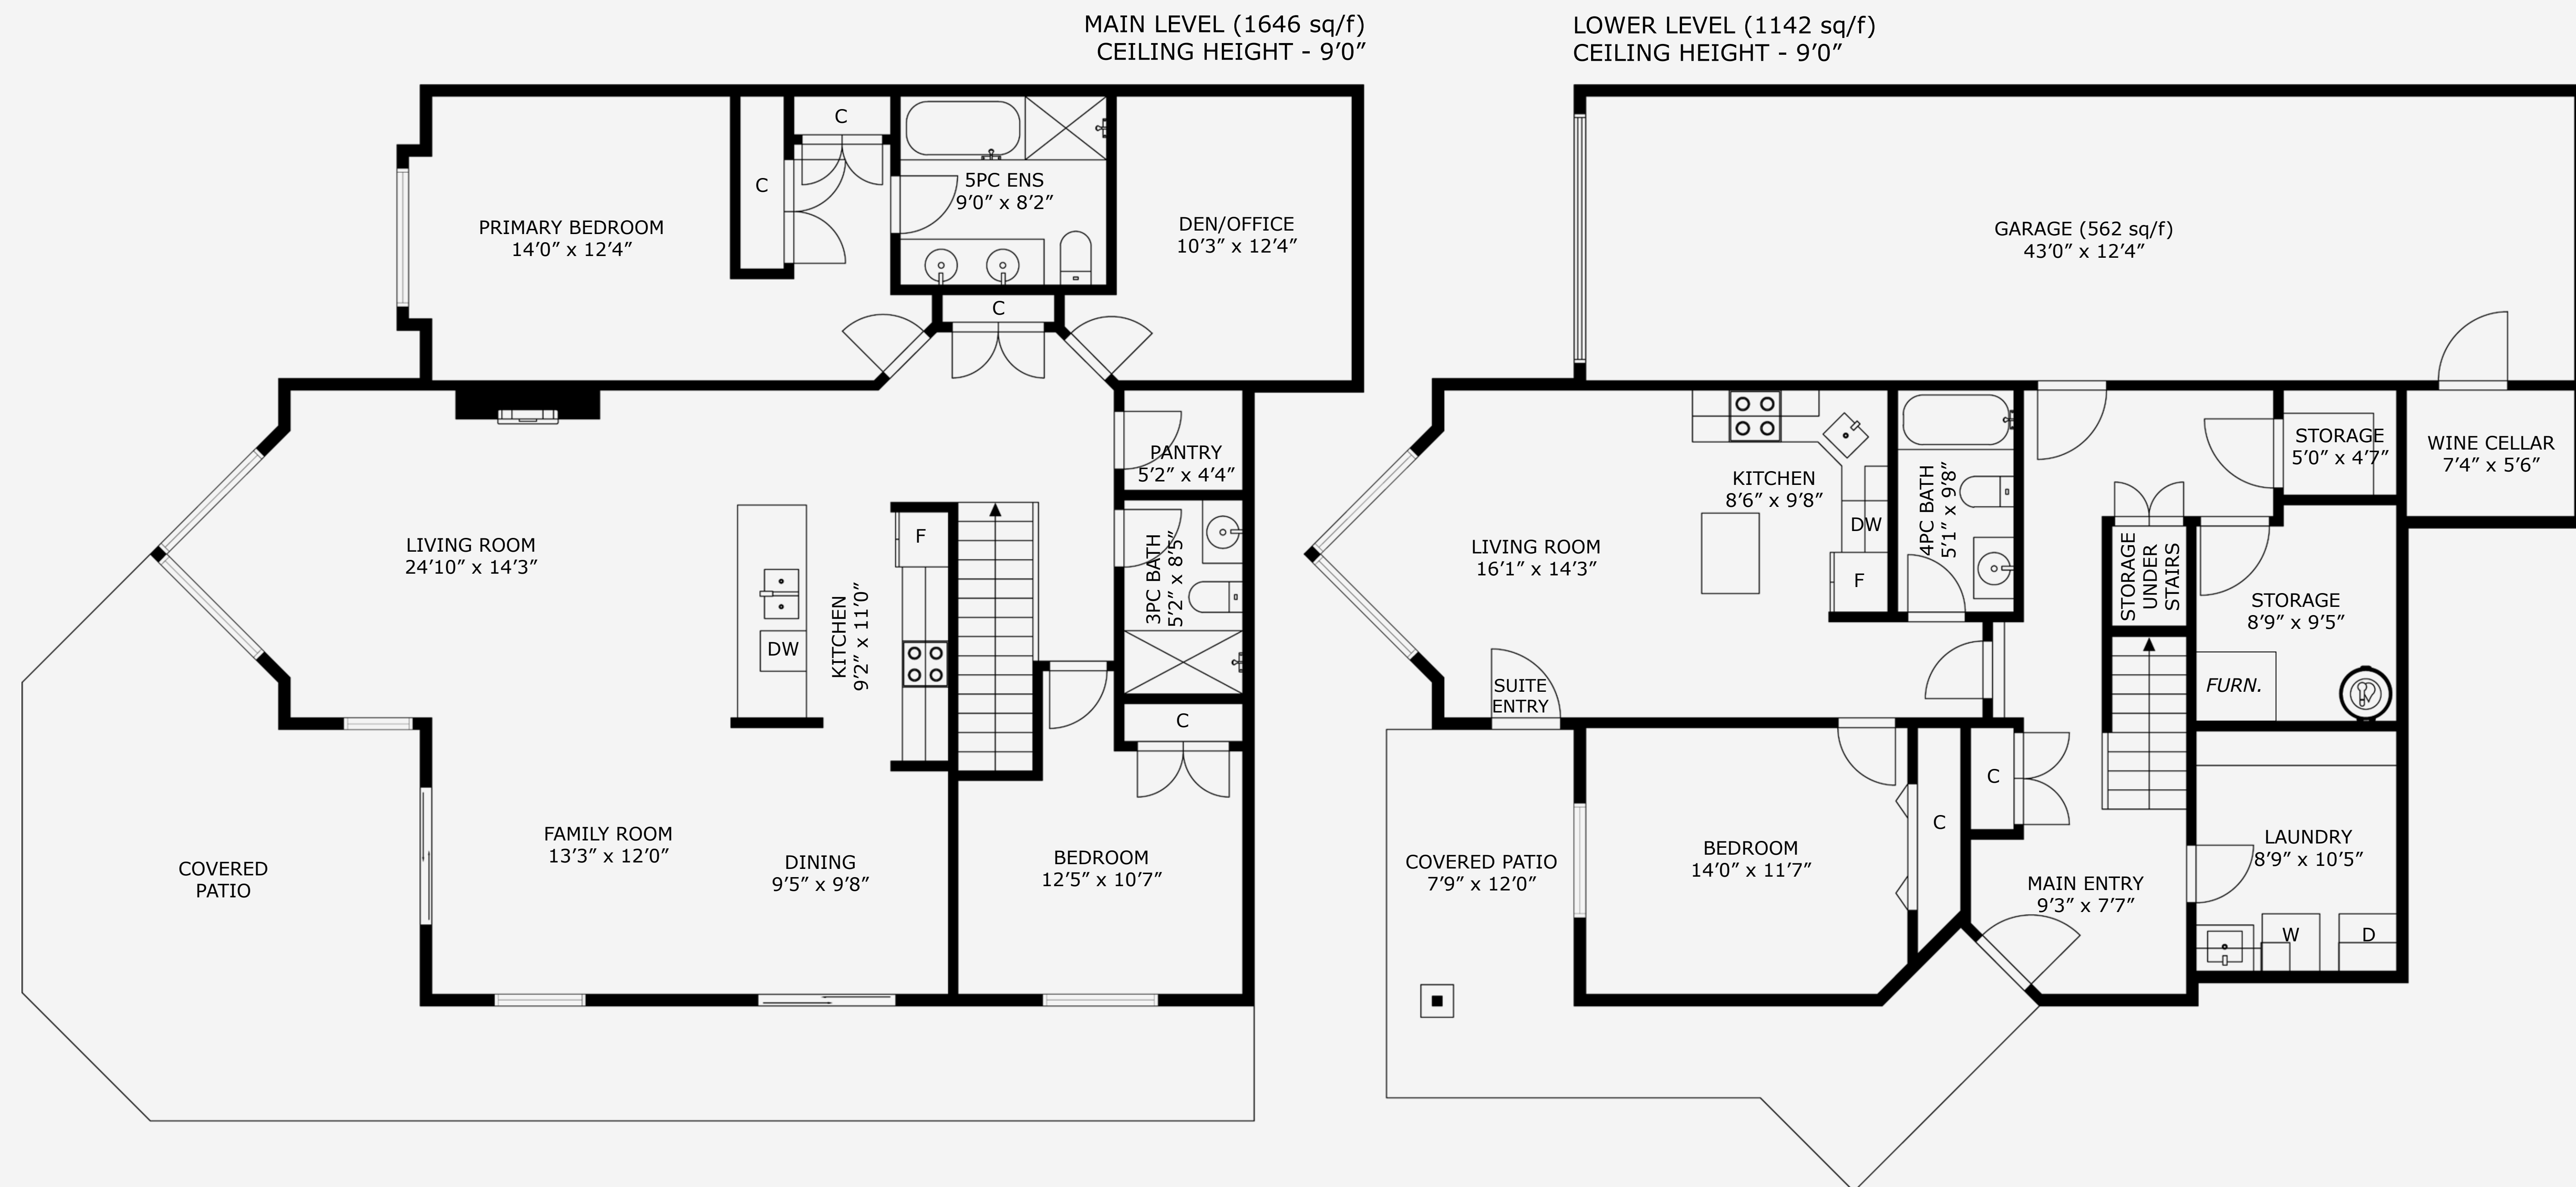 MAIN LEVEL (1646 sq/f)
CEILING HEIGHT - 9’0”
C
C
5PC ENS
9’0” x 8’2”
PRIMARY BEDROOM
14’0” x 12’4”
DEN/OFFICE
10’3” x 12’4”
C
PANTRY
5’2” x 4’4”
LIVING ROOM
24’10” x 14’3”
F
KITCHEN
9’2” x 11’0”
DW
3PC BATH
5’2” x 8’5”
C
FAMILY ROOM
13’3” x 12’0”
DINING
9’5” x 9’8”
BEDROOM
12’5” x 10’7”
COVERED
PATIO
LOWER LEVEL (1142 sq/f)
CEILING HEIGHT - 9’0”
GARAGE (562 sq/f)
43’0” x 12’4”
STORAGE
5’0” x 4’7”
WINE CELLAR
7’4” x 5’6”
KITCHEN
8’6” x 9’8”
4PC BATH
5’1” x 9’8”
DW
F
LIVING ROOM
16’1” x 14’3”
STORAGE
UNDER
STAIRS
STORAGE
8’9” x 9’5”
FURN.
SUITE
ENTRY
C
C
LAUNDRY
8’9” x 10’5”
COVERED PATIO
7’9” x 12’0”
BEDROOM
14’0” x 11’7”
MAIN ENTRY
9’3” x 7’7”
W
D